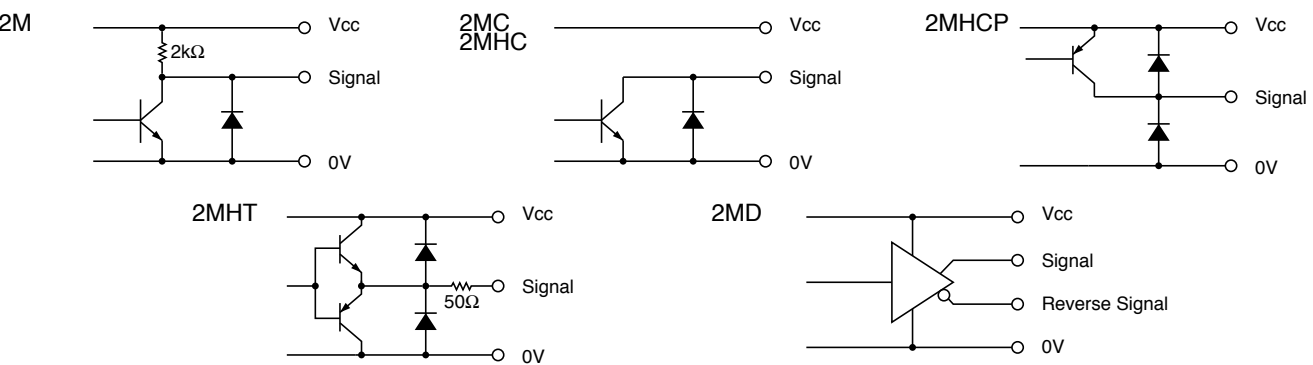 2M
Vcc
2kΩ
Signal
0V
2MC
2MHC
Vcc
Signal
0V
2MHCP
Vcc
Signal
0V
2MHT
Vcc
Signal
50Ω
0V
2MD
Vcc
Signal
Reverse Signal
0V